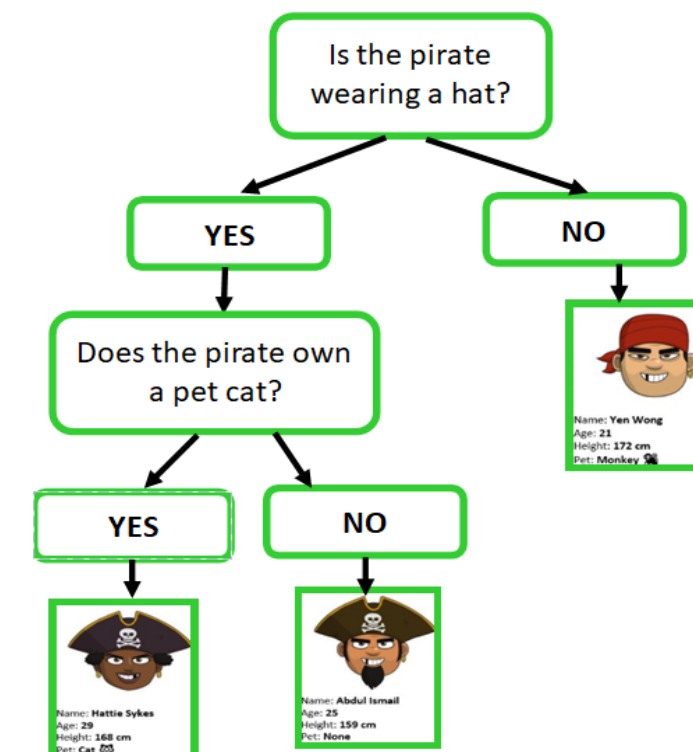 Is the pirate
wearing a hat?
YES
NO
Does the pirate own
a pet cat?
Name: Yen Wong
Age: 21
Height: 172 cm
Pet: Monkey
YES
NO
Name: Hattie Sykes
Age: 29
Height: 168 cm
Pet: Cat
Name: Abdul Ismail
Age: 25
Height: 159 cm
Pet: None